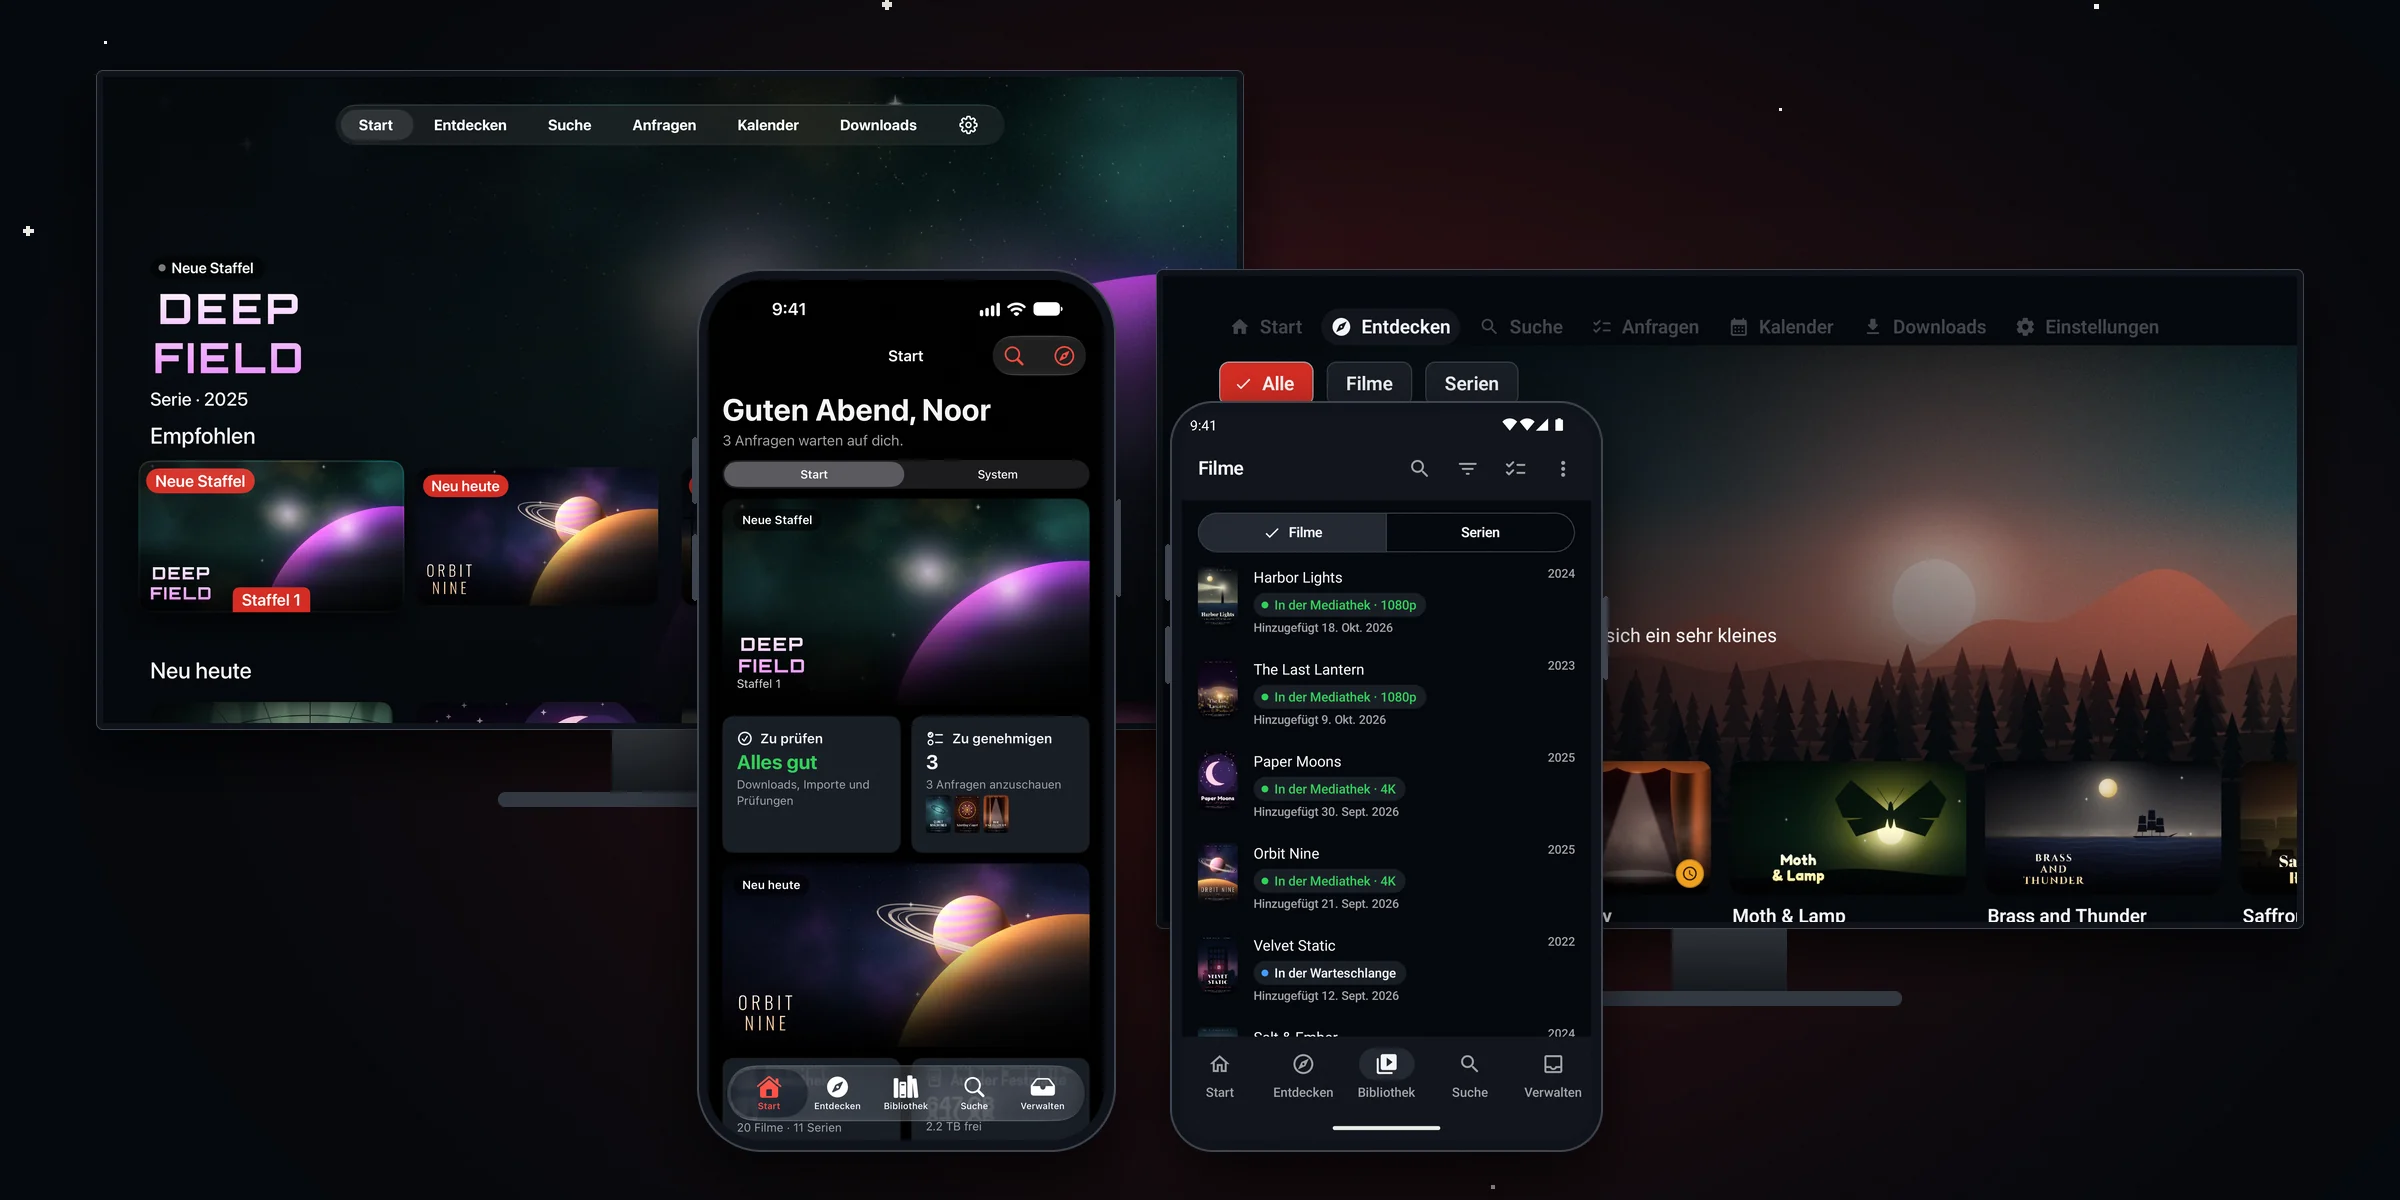 Start Entdecken Suche Anfragen Kalender Downloads
Neue Staffel
DEEP
FIELD
Serie · 2025
Empfohlen
Neue Staffel
DEEP
FIELD
Staffel 1
Neu heute
ORBIT
NINE
Neu heute
9:41
Start
Guten Abend, Noor
3 Anfragen warten auf dich.
Start System
Neue Staffel
DEEP
FIELD
Staffel 1
Zu prüfen
Alles gut
Downloads, Importe und
Prüfungen
Zu genehmigen
3
3 Anfragen anzuschauen
Neu heute
ORBIT
NINE
Start Entdecken Bibliothek Suche Verwalten
20 Filme · 11 Serien
2.2 TB frei
Start Entdecken Suche Anfragen Kalender Downloads Einstellungen
Alle Filme Serien
sich ein sehr kleines
Moth
& Lamp
BRASS
AND
THUNDER
Moth & Lamp
Brass and Thunder
9:41
Filme
Filme Serien
Harbor Lights 2024
In der Mediathek · 1080p
Hinzugefügt 18. Okt. 2026
The Last Lantern 2023
In der Mediathek · 1080p
Hinzugefügt 9. Okt. 2026
Paper Moons 2025
In der Mediathek · 4K
Hinzugefügt 30. Sept. 2026
Orbit Nine 2025
In der Mediathek · 4K
Hinzugefügt 21. Sept. 2026
Velvet Static 2022
In der Warteschlange
Hinzugefügt 12. Sept. 2026
Salt & Ember 2024
Start Entdecken Bibliothek Suche Verwalten